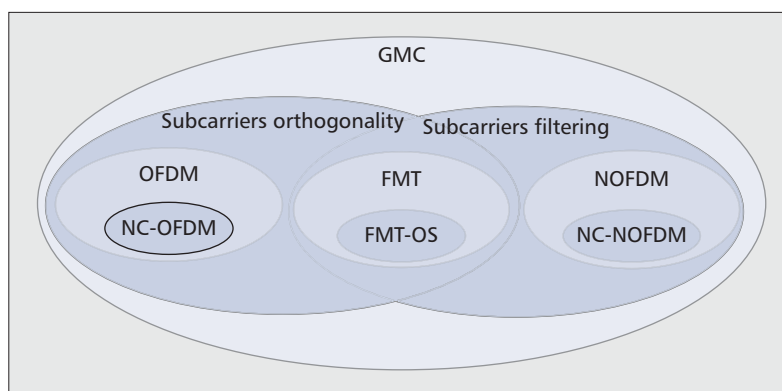 GMC
Subcarriers orthogonality
Subcarriers filtering
OFDM
FMT
NOFDM
NC-OFDM
FMT-OS
NC-NOFDM